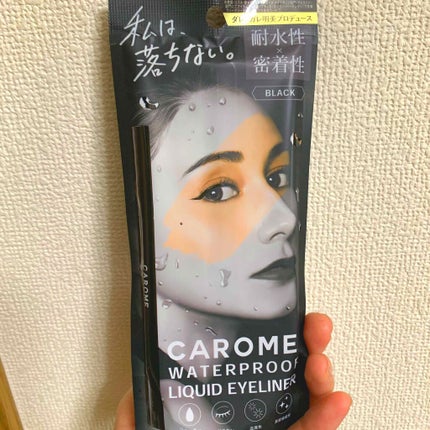 私は、
落ちない。
ダレノガレ明美プロデュース
耐水性
×
密着性
BLACK
CAROME
CAROME
WATERPROOF
LIQUID EYELINER